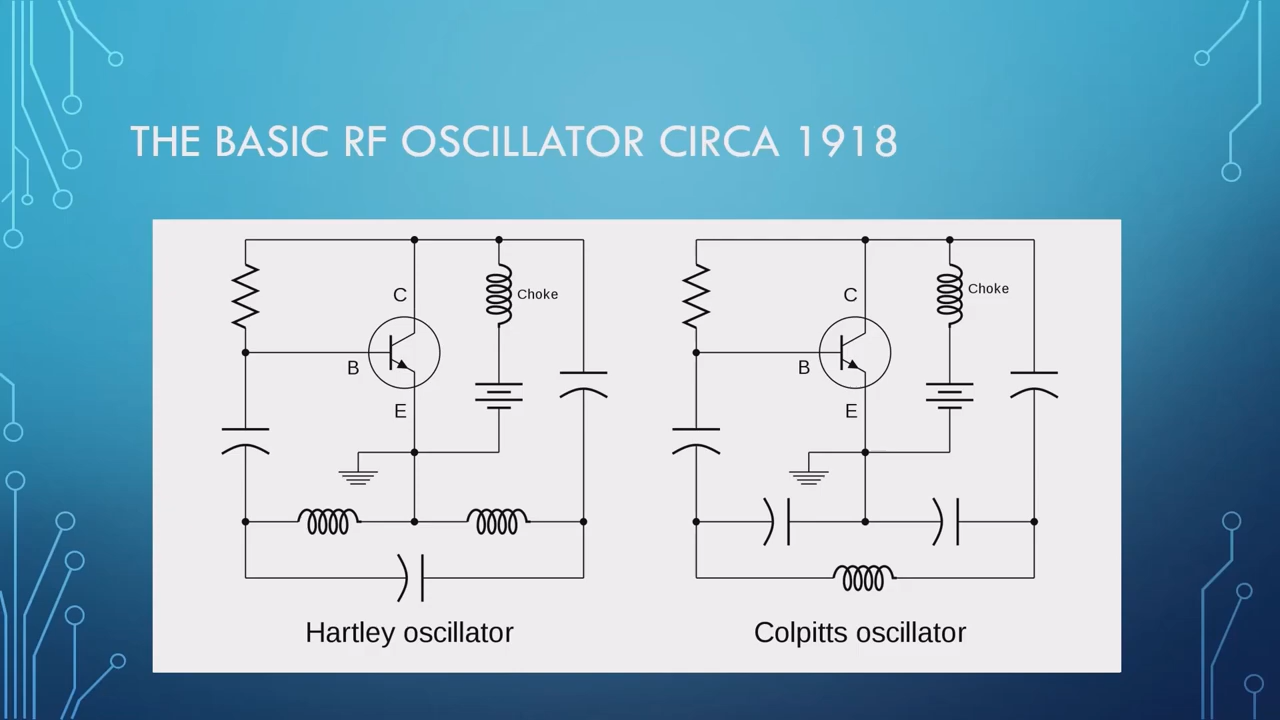 THE BASIC RF OSCILLATOR CIRCA 1918
C
Choke
B
E
Hartley oscillator
C
Choke
B
E
Colpitts oscillator